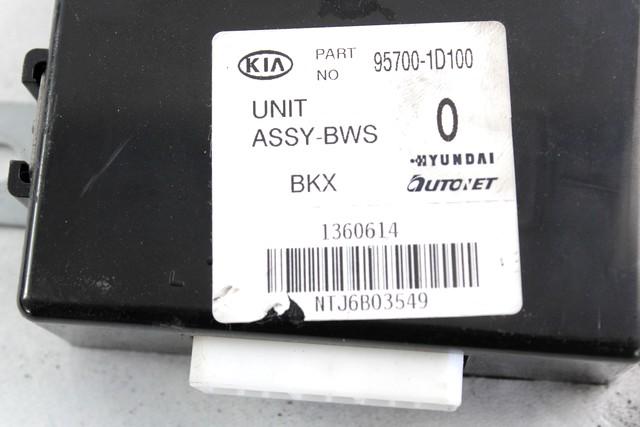 KIA PART NO 95700-1D100
UNIT
ASSY-BWS
0
HYUNDAI
BKX
AUTONET
1360614
NTJ6B03549